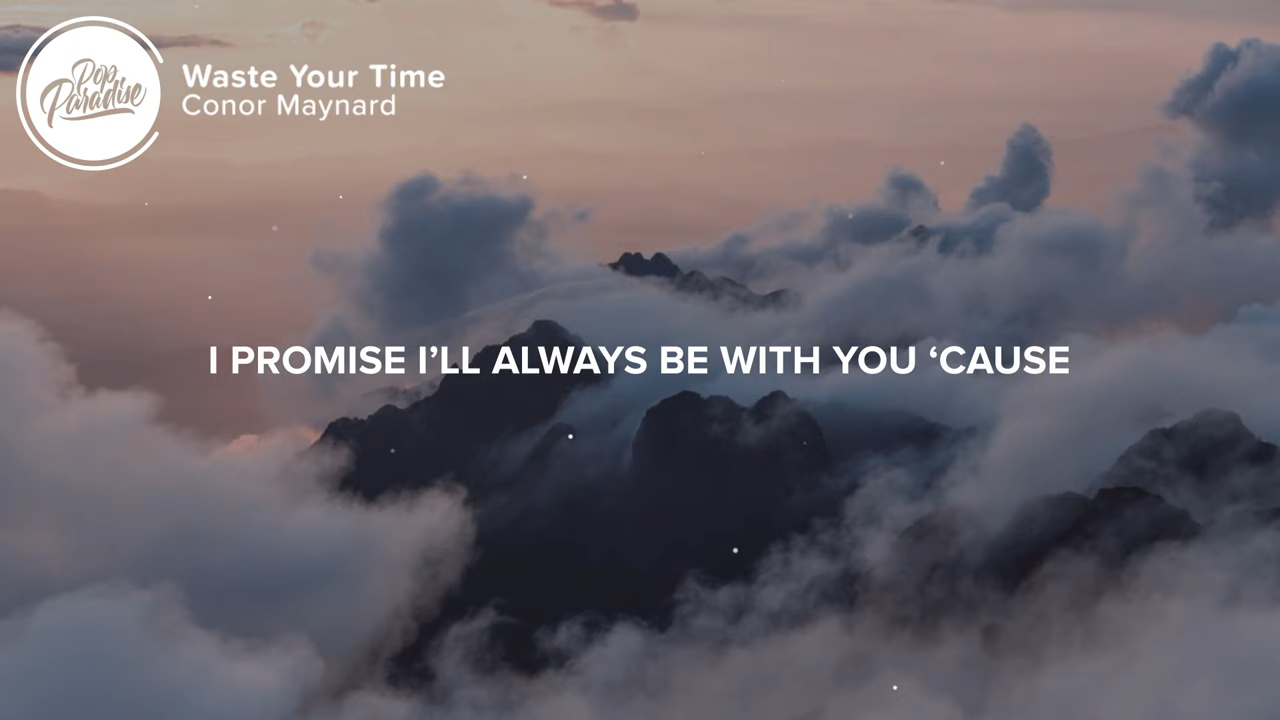 Pop
Paradise
Waste Your Time
Conor Maynard
I PROMISE I’LL ALWAYS BE WITH YOU ‘CAUSE